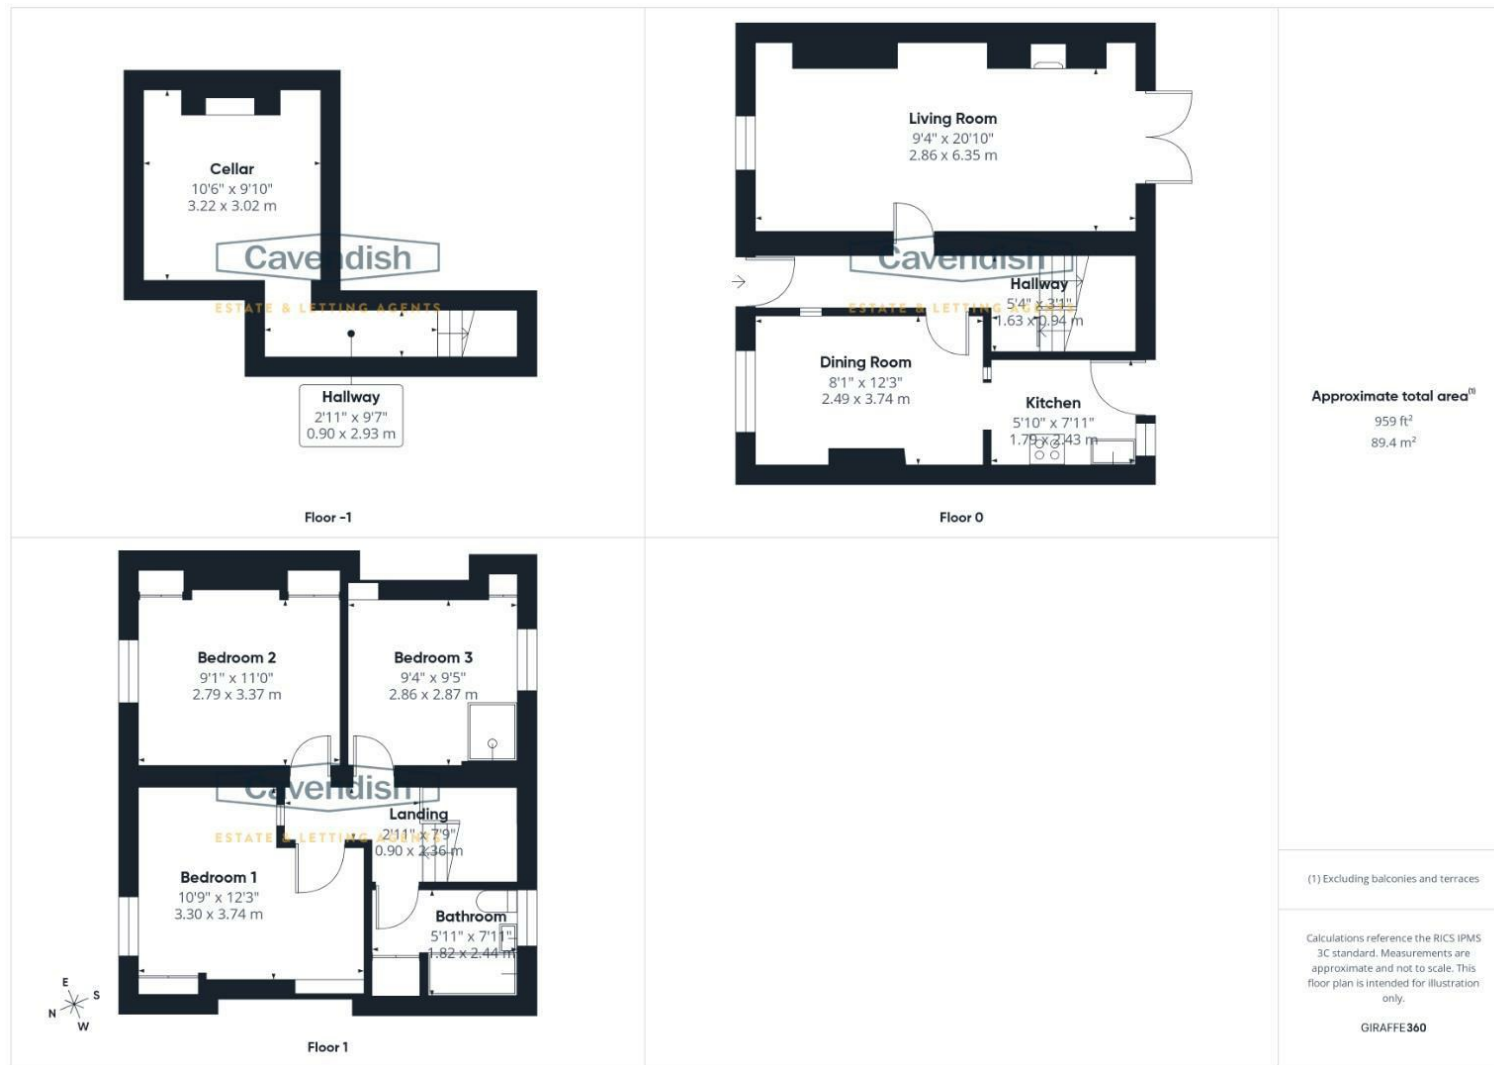 Cellar
10'6" x 9'10"
3.22 x 3.02 m
Cavendish
ESTATE & LETTING AGENTS
Hallway
2'11" x 9'7"
0.90 x 2.93 m
Floor -1
Living Room
9'4" x 20'10"
2.86 x 6.35 m
Cavendish
ESTATE & LETTING AGENTS
Hallway
5'4" x 3'1"
1.63 x 0.94 m
Dining Room
8'1" x 12'3"
2.49 x 3.74 m
Kitchen
5'10" x 7'11"
1.79 x 2.43 m
Floor 0
Approximate total area(1)
959 ft²
89.4 m²
Bedroom 2
9'1" x 11'0"
2.79 x 3.37 m
Bedroom 3
9'4" x 9'5"
2.86 x 2.87 m
Cavendish
ESTATE & LETTING AGENTS
Landing
2'11" x 7'9"
0.90 x 2.36 m
Bedroom 1
10'9" x 12'3"
3.30 x 3.74 m
Bathroom
5'11" x 7'11"
1.82 x 2.44 m
E
S
N
W
Floor 1
(1) Excluding balconies and terraces
Calculations reference the RICS IPMS
3C standard. Measurements are
approximate and not to scale. This
floor plan is intended for illustration
only.
GIRAFFE360